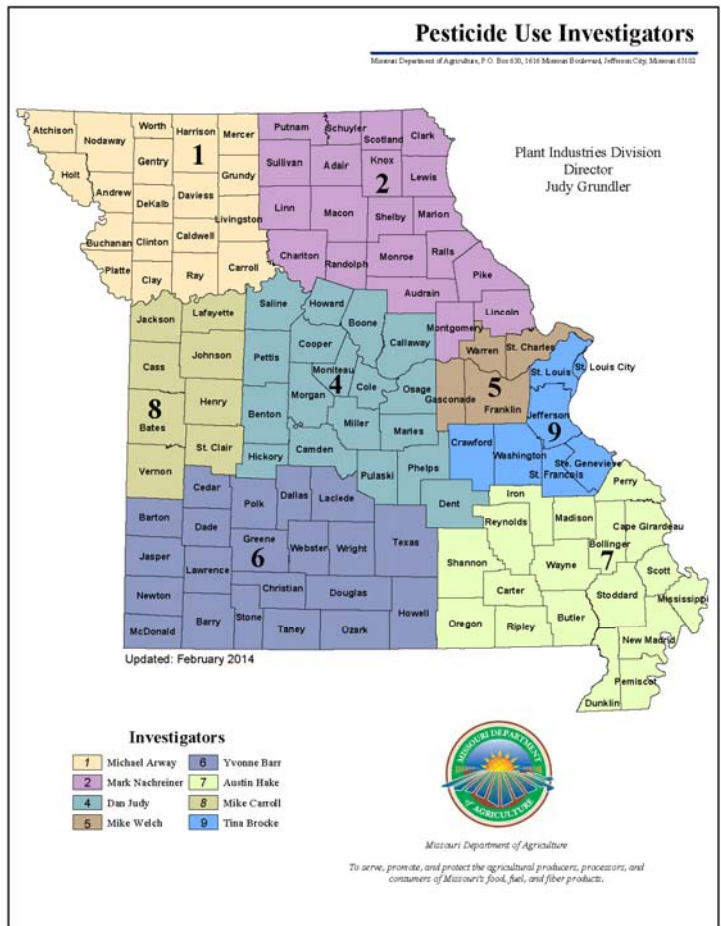 Pesticide Use Investigators
Missouri Department of Agriculture, P.O. Box 630, 1616 Missouri Boulevard, Jefferson City, Missouri 65102
Plant Industries Division
Director
Judy Grundler
Atchison
Nodaway
Worth
Harrison
Mercer
Putnam
Schuyler
Scotland
Clark
Holt
Gentry
1
Sullivan
Adair
Knox
2
Lewis
Andrew
DeKalb
Daviess
Grundy
Livingston
Linn
Macon
Shelby
Marion
Buchanan
Clinton
Caldwell
Platte
Clay
Ray
Carroll
Chariton
Randolph
Monroe
Ralls
Pike
Audrain
Jackson
Lafayette
Saline
Howard
Boone
Callaway
Montgomery
Lincoln
Cass
Johnson
Pettis
Cooper
Moniteau
4
Cole
Osage
Warren
St. Charles
St. Louis
St. Louis City
5
Gasconade
Franklin
Jefferson
9
8
Bates
Henry
Benton
Morgan
Miller
Maries
Vernon
St. Clair
Hickory
Camden
Pulaski
Phelps
Crawford
Washington
St. Francois
Ste. Genevieve
Perry
Cedar
Polk
Dallas
Laclede
Dent
Iron
Barton
Dade
Greene
6
Webster
Wright
Texas
Reynolds
Madison
Cape Girardeau
Bollinger
7
Jasper
Lawrence
Shannon
Wayne
Scott
Newton
Christian
Douglas
Carter
Stoddard
Mississippi
McDonald
Barry
Stone
Taney
Ozark
Howell
Oregon
Ripley
Butler
New Madrid
Pemiscot
Dunklin
Updated: February 2014
Investigators
1 Michael Arway
2 Mark Nachreiner
4 Dan Judy
5 Mike Welch
6 Yvonne Barr
7 Austin Hake
8 Mike Carroll
9 Tina Brocke
MISSOURI DEPARTMENT
of AGRICULTURE
Missouri Department of Agriculture
To serve, promote, and protect the agricultural producers, processors, and
consumers of Missouri's food, fuel, and fiber products.